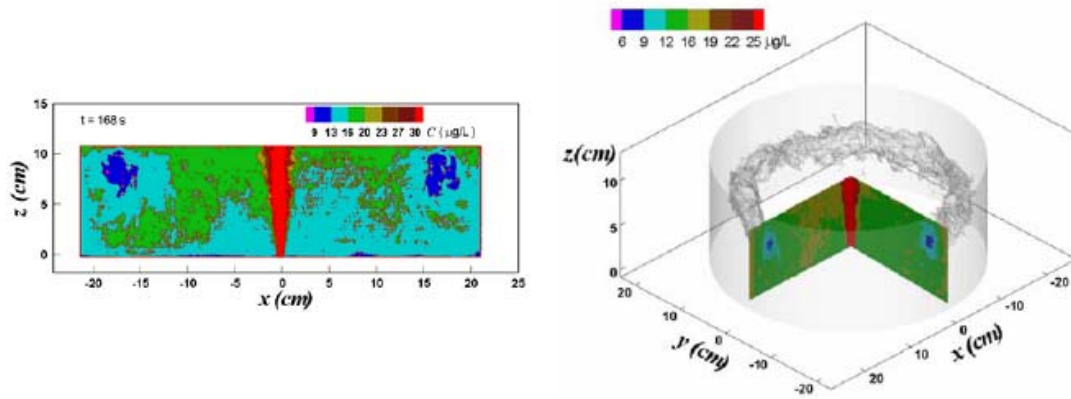 t = 168 s
9 13 16 20 23 27 30 C (µg/L)
15
10
5
0
z (cm)
-20 -15 -10 -5 0 5 10 15 20 25
x (cm)
6 9 12 16 19 22 25 µg/L
z(cm)
10
5
0
20
10
0
-10
-20
y (cm)
-20
-10
0
10
20
x (cm)